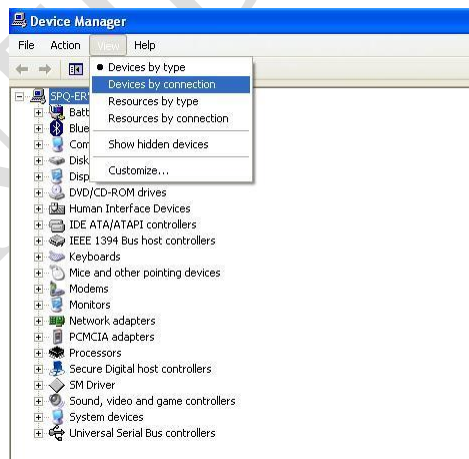 Device Manager
File Action View Help
Devices by type
Devices by connection
Resources by type
Resources by connection
Show hidden devices
Customize...
Batt
Blue
Com
Disk
Disp
DVD/CD-ROM drives
Human Interface Devices
IDE ATA/ATAPI controllers
IEEE 1394 Bus host controllers
Keyboards
Mice and other pointing devices
Modems
Monitors
Network adapters
PCMCIA adapters
Processors
Secure Digital host controllers
SM Driver
Sound, video and game controllers
System devices
Universal Serial Bus controllers